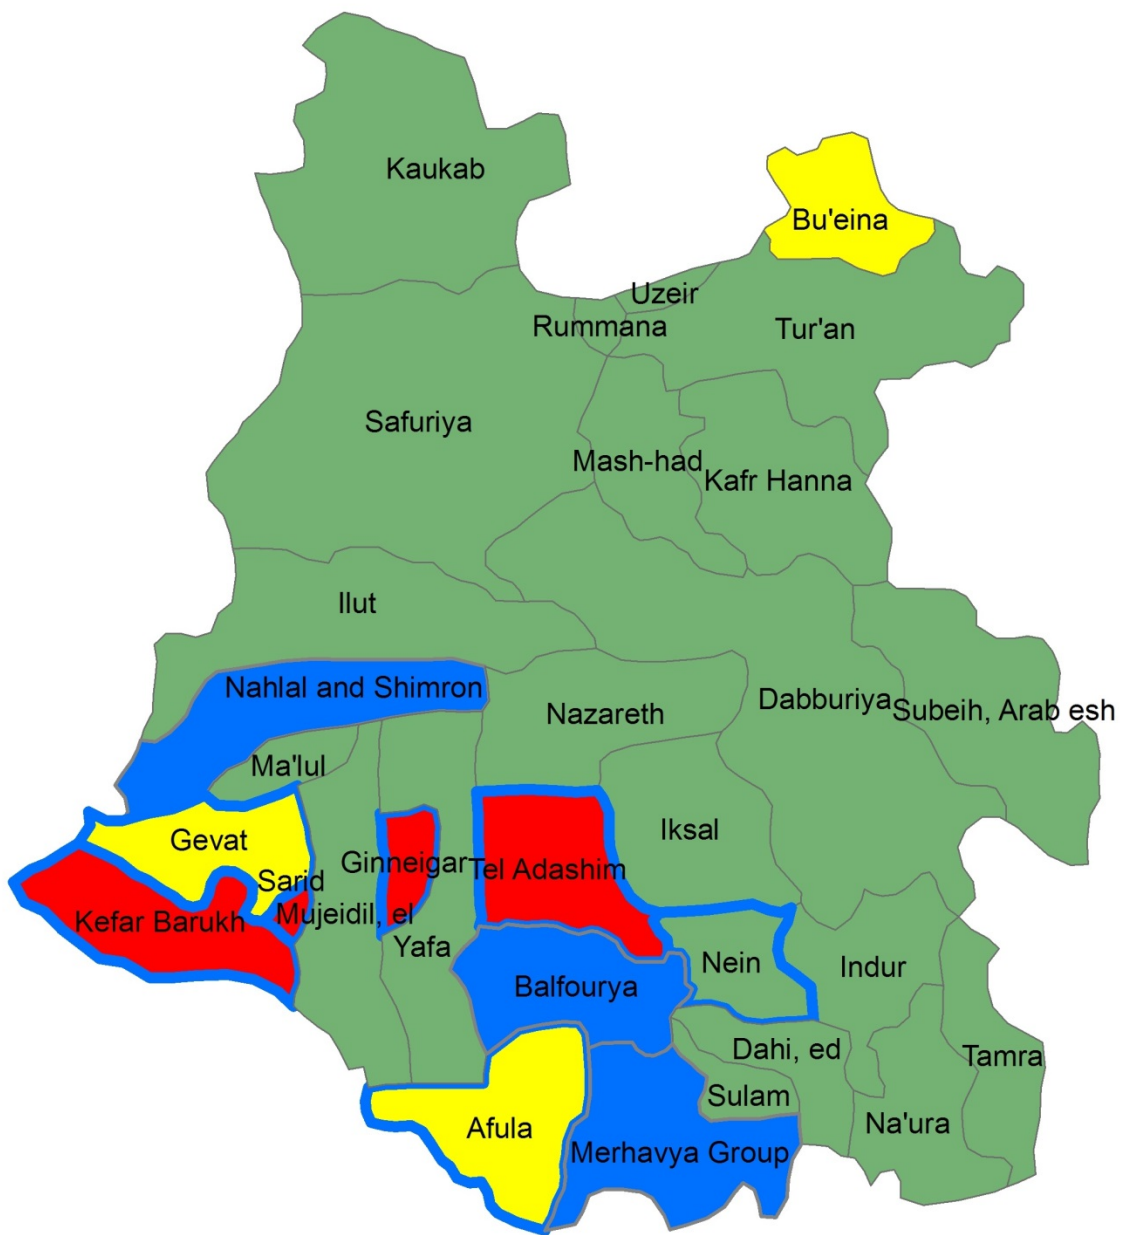 Kaukab
Bu'eina
Uzeir
Rummana
Tur'an
Safuriya
Mash-had
Kafr Hanna
Ilut
Nahlal and Shimron
Nazareth
Dabburiya
Subeih, Arab esh
Ma'lul
Gevat
Iksal
Ginneigar
Tel Adashim
Sarid
Mujeidil, el
Kefar Barukh
Yafa
Nein
Indur
Balfourya
Dahi, ed
Tamra
Sulam
Na'ura
Afula
Merhavya Group